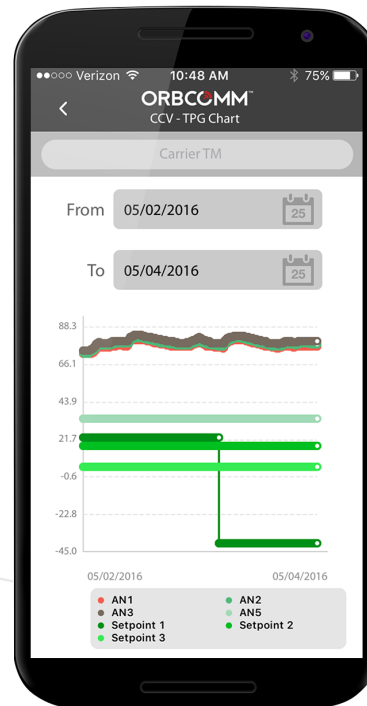 ●●○○○ Verizon 10:48 AM 75%
ORBCOMM™
CCV - TPG Chart
Carrier TM
From 05/02/2016 25
To 05/04/2016 25
88.3
66.1
43.9
21.7
-0.6
-22.8
-45.0
05/02/2016 05/04/2016
AN1 AN2
AN3 AN5
Setpoint 1 Setpoint 2
Setpoint 3